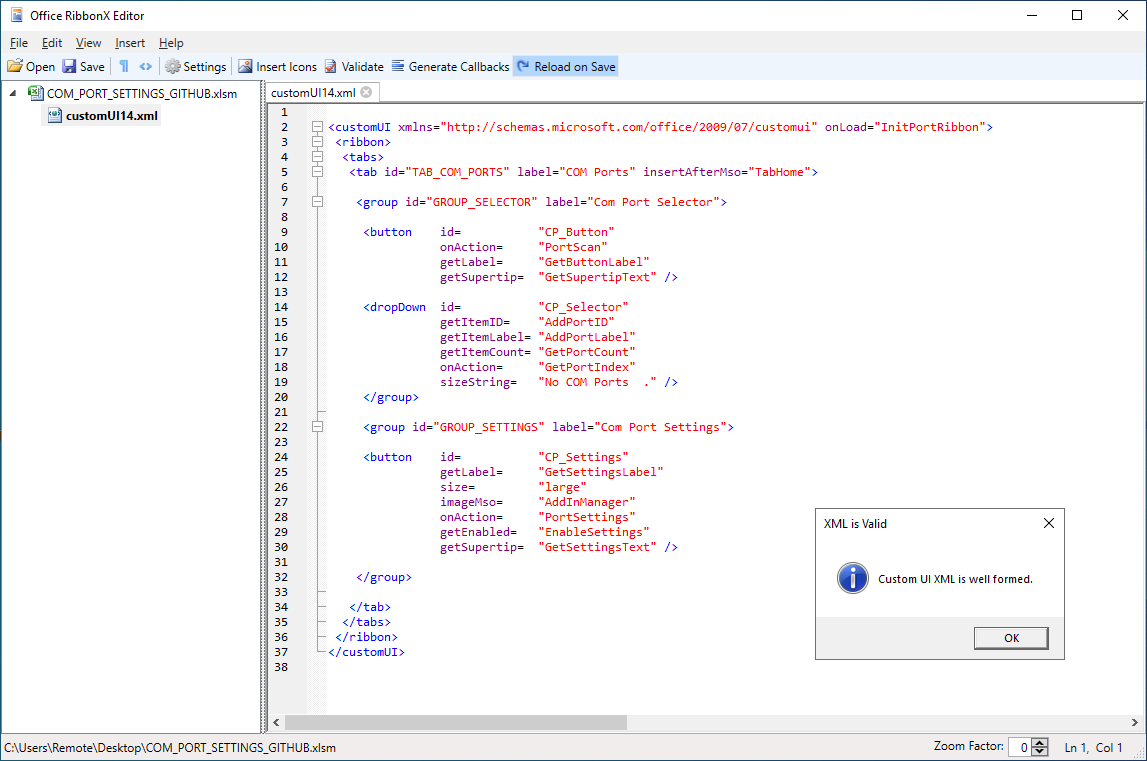 Office RibbonX Editor
File Edit View Insert Help
Open Save Settings Insert Icons Validate Generate Callbacks Reload on Save
COM_PORT_SETTINGS_GITHUB.xlsm
customUI14.xml
customUI14.xml
1
2 <customUI xmlns="http://schemas.microsoft.com/office/2009/07/customui" onLoad="InitPortRibbon">
3 <ribbon>
4 <tabs>
5 <tab id="TAB_COM_PORTS" label="COM Ports" insertAfterMso="TabHome">
6
7 <group id="GROUP_SELECTOR" label="Com Port Selector">
8
9 <button id= "CP_Button"
10 onAction= "PortScan"
11 getLabel= "GetButtonLabel"
12 getSupertip= "GetSupertipText" />
13
14 <dropDown id= "CP_Selector"
15 getItemID= "AddPortID"
16 getItemLabel= "AddPortLabel"
17 getItemCount= "GetPortCount"
18 onAction= "GetPortIndex"
19 sizeString= "No COM Ports  ." />
20 </group>
21
22 <group id="GROUP_SETTINGS" label="Com Port Settings">
23
24 <button id= "CP_Settings"
25 getLabel= "GetSettingsLabel"
26 size= "large"
27 imageMso= "AddInManager"
28 onAction= "PortSettings"
29 getEnabled= "EnableSettings"
30 getSupertip= "GetSettingsText" />
31
32 </group>
33
34 </tab>
35 </tabs>
36 </ribbon>
37 </customUI>
38
XML is Valid
Custom UI XML is well formed.
OK
C:\Users\Remote\Desktop\COM_PORT_SETTINGS_GITHUB.xlsm
Zoom Factor: 0 Ln 1, Col 1